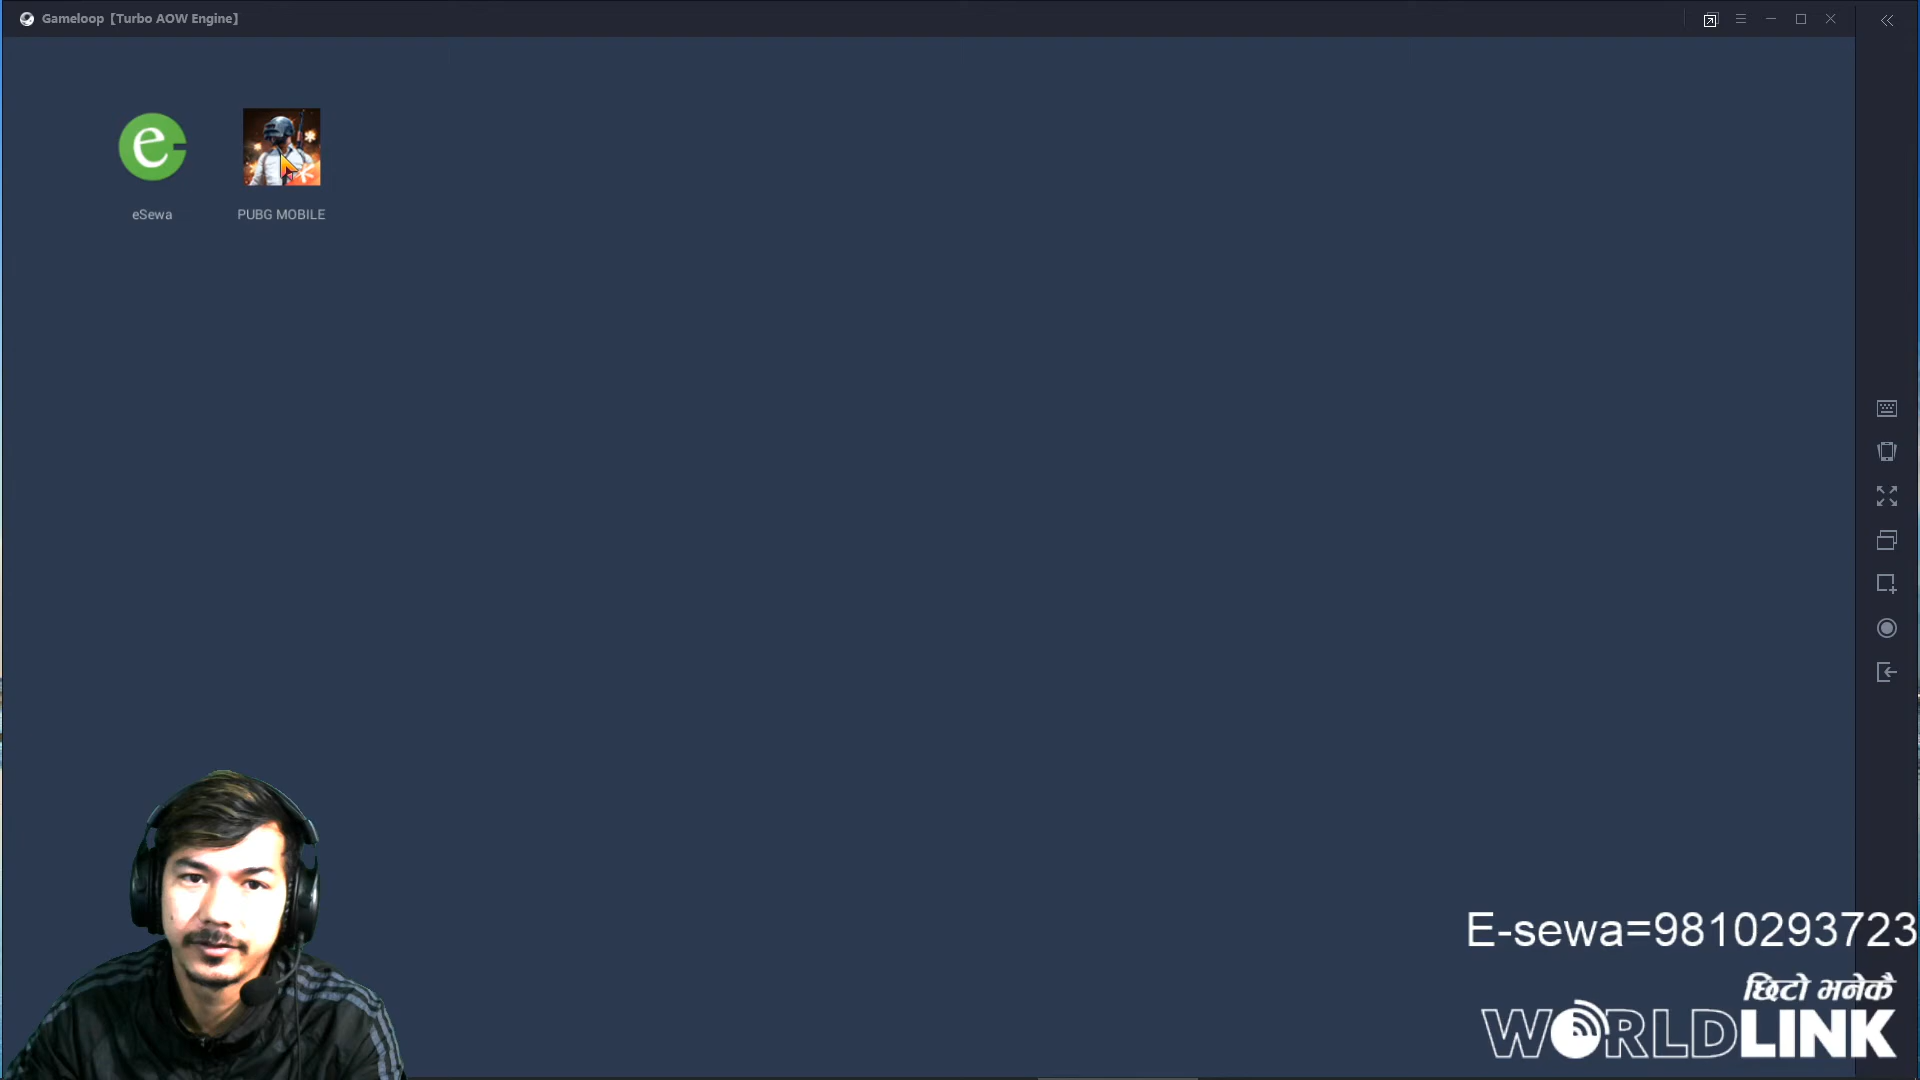 Gameloop [Turbo AOW Engine]
eSewa
PUBG MOBILE
E-sewa=9810293723
छिटो भनेकै
WORLDLINK